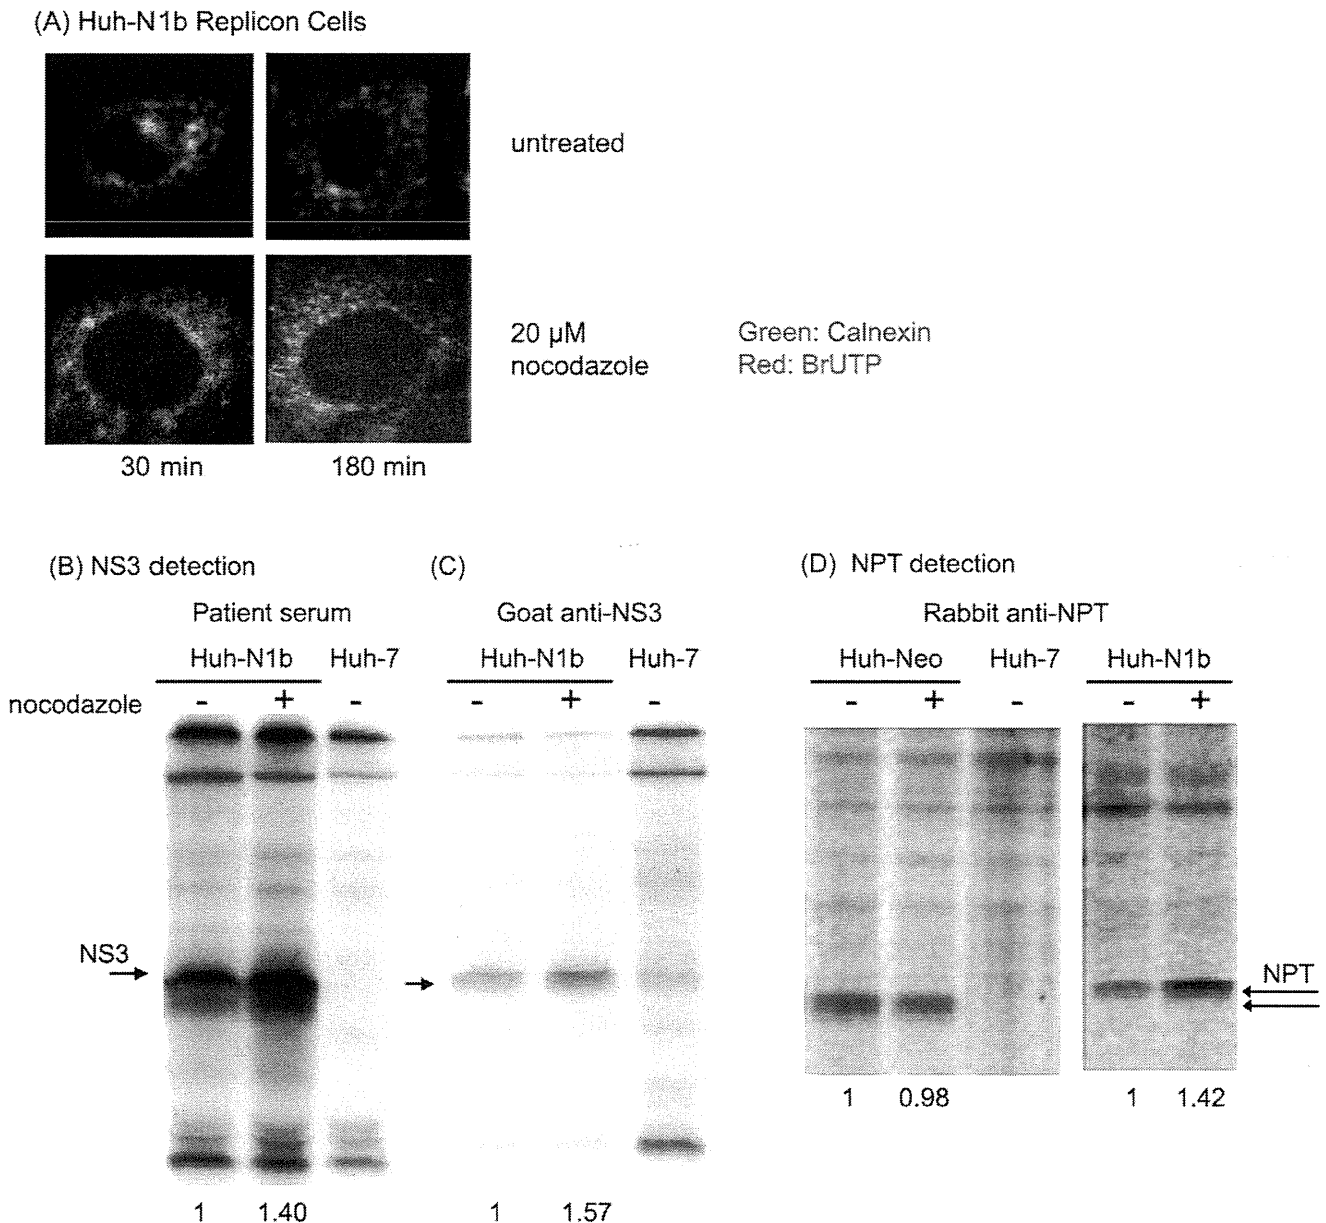 (A) Huh-N1b Replicon Cells
untreated
20 µM
nocodazole
Green: Calnexin
Red: BrUTP
30 min 180 min
(B) NS3 detection
Patient serum
Huh-N1b Huh-7
nocodazole - + -
NS3
1 1.40
(C)
Goat anti-NS3
Huh-N1b Huh-7
- + -
1 1.57
(D) NPT detection
Rabbit anti-NPT
Huh-Neo Huh-7 Huh-N1b
- + - - +
NPT
1 0.98 1 1.42